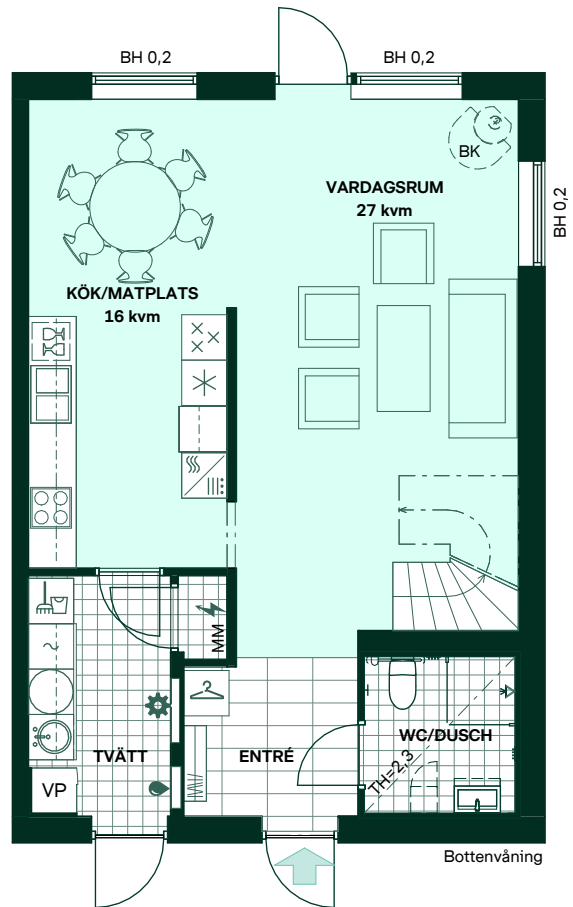 BH 0,2
BH 0,2
BK
VARDAGSRUM
27 kvm
BH 0,2
KÖK/MATPLATS
16 kvm
MM
TVÄTT
ENTRÉ
WC/DUSCH
TH=2,3
VP
Bottenvåning